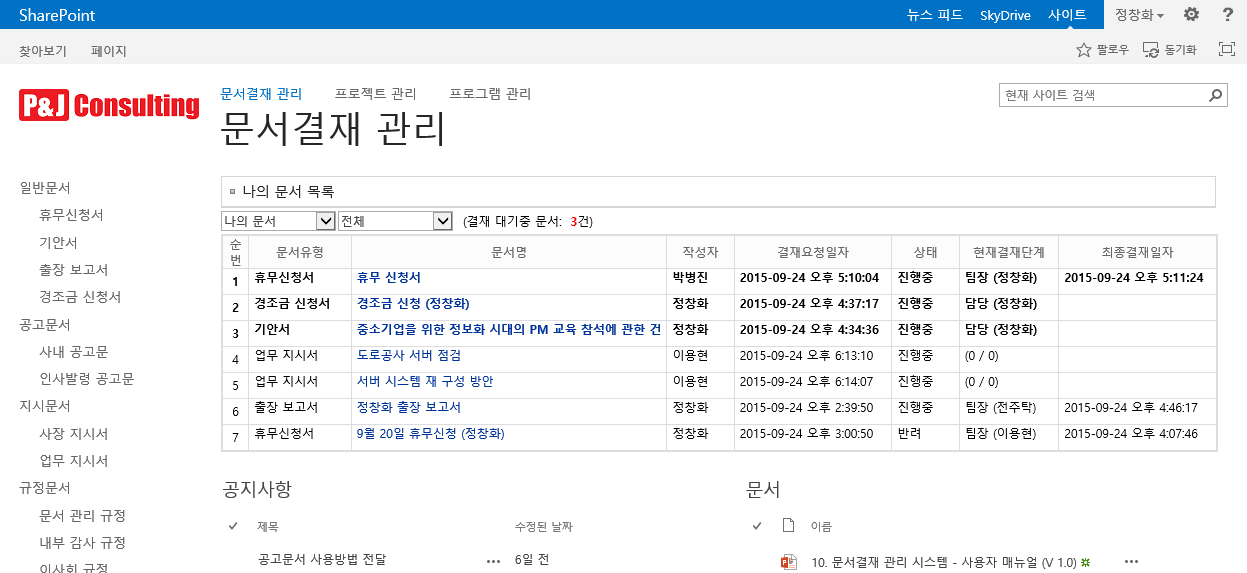 SharePoint 뉴스 피드 SkyDrive 사이트 정창화 ?
찾아보기 페이지 팔로우 동기화
P&J Consulting
문서결재 관리 프로젝트 관리 프로그램 관리
현재 사이트 검색
문서결재 관리
일반문서
휴무신청서
기안서
출장 보고서
경조금 신청서
공고문서
사내 공고문
인사발령 공고문
지시문서
사장 지시서
업무 지시서
규정문서
문서 관리 규정
내부 감사 규정
이사회 규정
나의 문서 목록
나의 문서 전체 (결재 대기중 문서: 3건)
순번 문서유형 문서명 작성자 결재요청일자 상태 현재결재단계 최종결재일자
1 휴무신청서 휴무 신청서 박병진 2015-09-24 오후 5:10:04 진행중 팀장 (정창화) 2015-09-24 오후 5:11:24
2 경조금 신청서 경조금 신청 (정창화) 정창화 2015-09-24 오후 4:37:17 진행중 담당 (정창화)
3 기안서 중소기업을 위한 정보화 시대의 PM 교육 참석에 관한 건 정창화 2015-09-24 오후 4:34:36 진행중 담당 (정창화)
4 업무 지시서 도로공사 서버 점검 이용현 2015-09-24 오후 6:13:10 진행중 (0 / 0)
5 업무 지시서 서버 시스템 재 구성 방안 이용현 2015-09-24 오후 6:14:07 진행중 (0 / 0)
6 출장 보고서 정창화 출장 보고서 정창화 2015-09-24 오후 2:39:50 진행중 팀장 (전주탁) 2015-09-24 오후 4:46:17
7 휴무신청서 9월 20일 휴무신청 (정창화) 정창화 2015-09-24 오후 3:00:50 반려 팀장 (이용현) 2015-09-24 오후 4:07:46
공지사항
제목 수정된 날짜
공고문서 사용방법 전달 ••• 6일 전
문서
이름
10. 문서결재 관리 시스템 - 사용자 매뉴얼 (V 1.0) •••